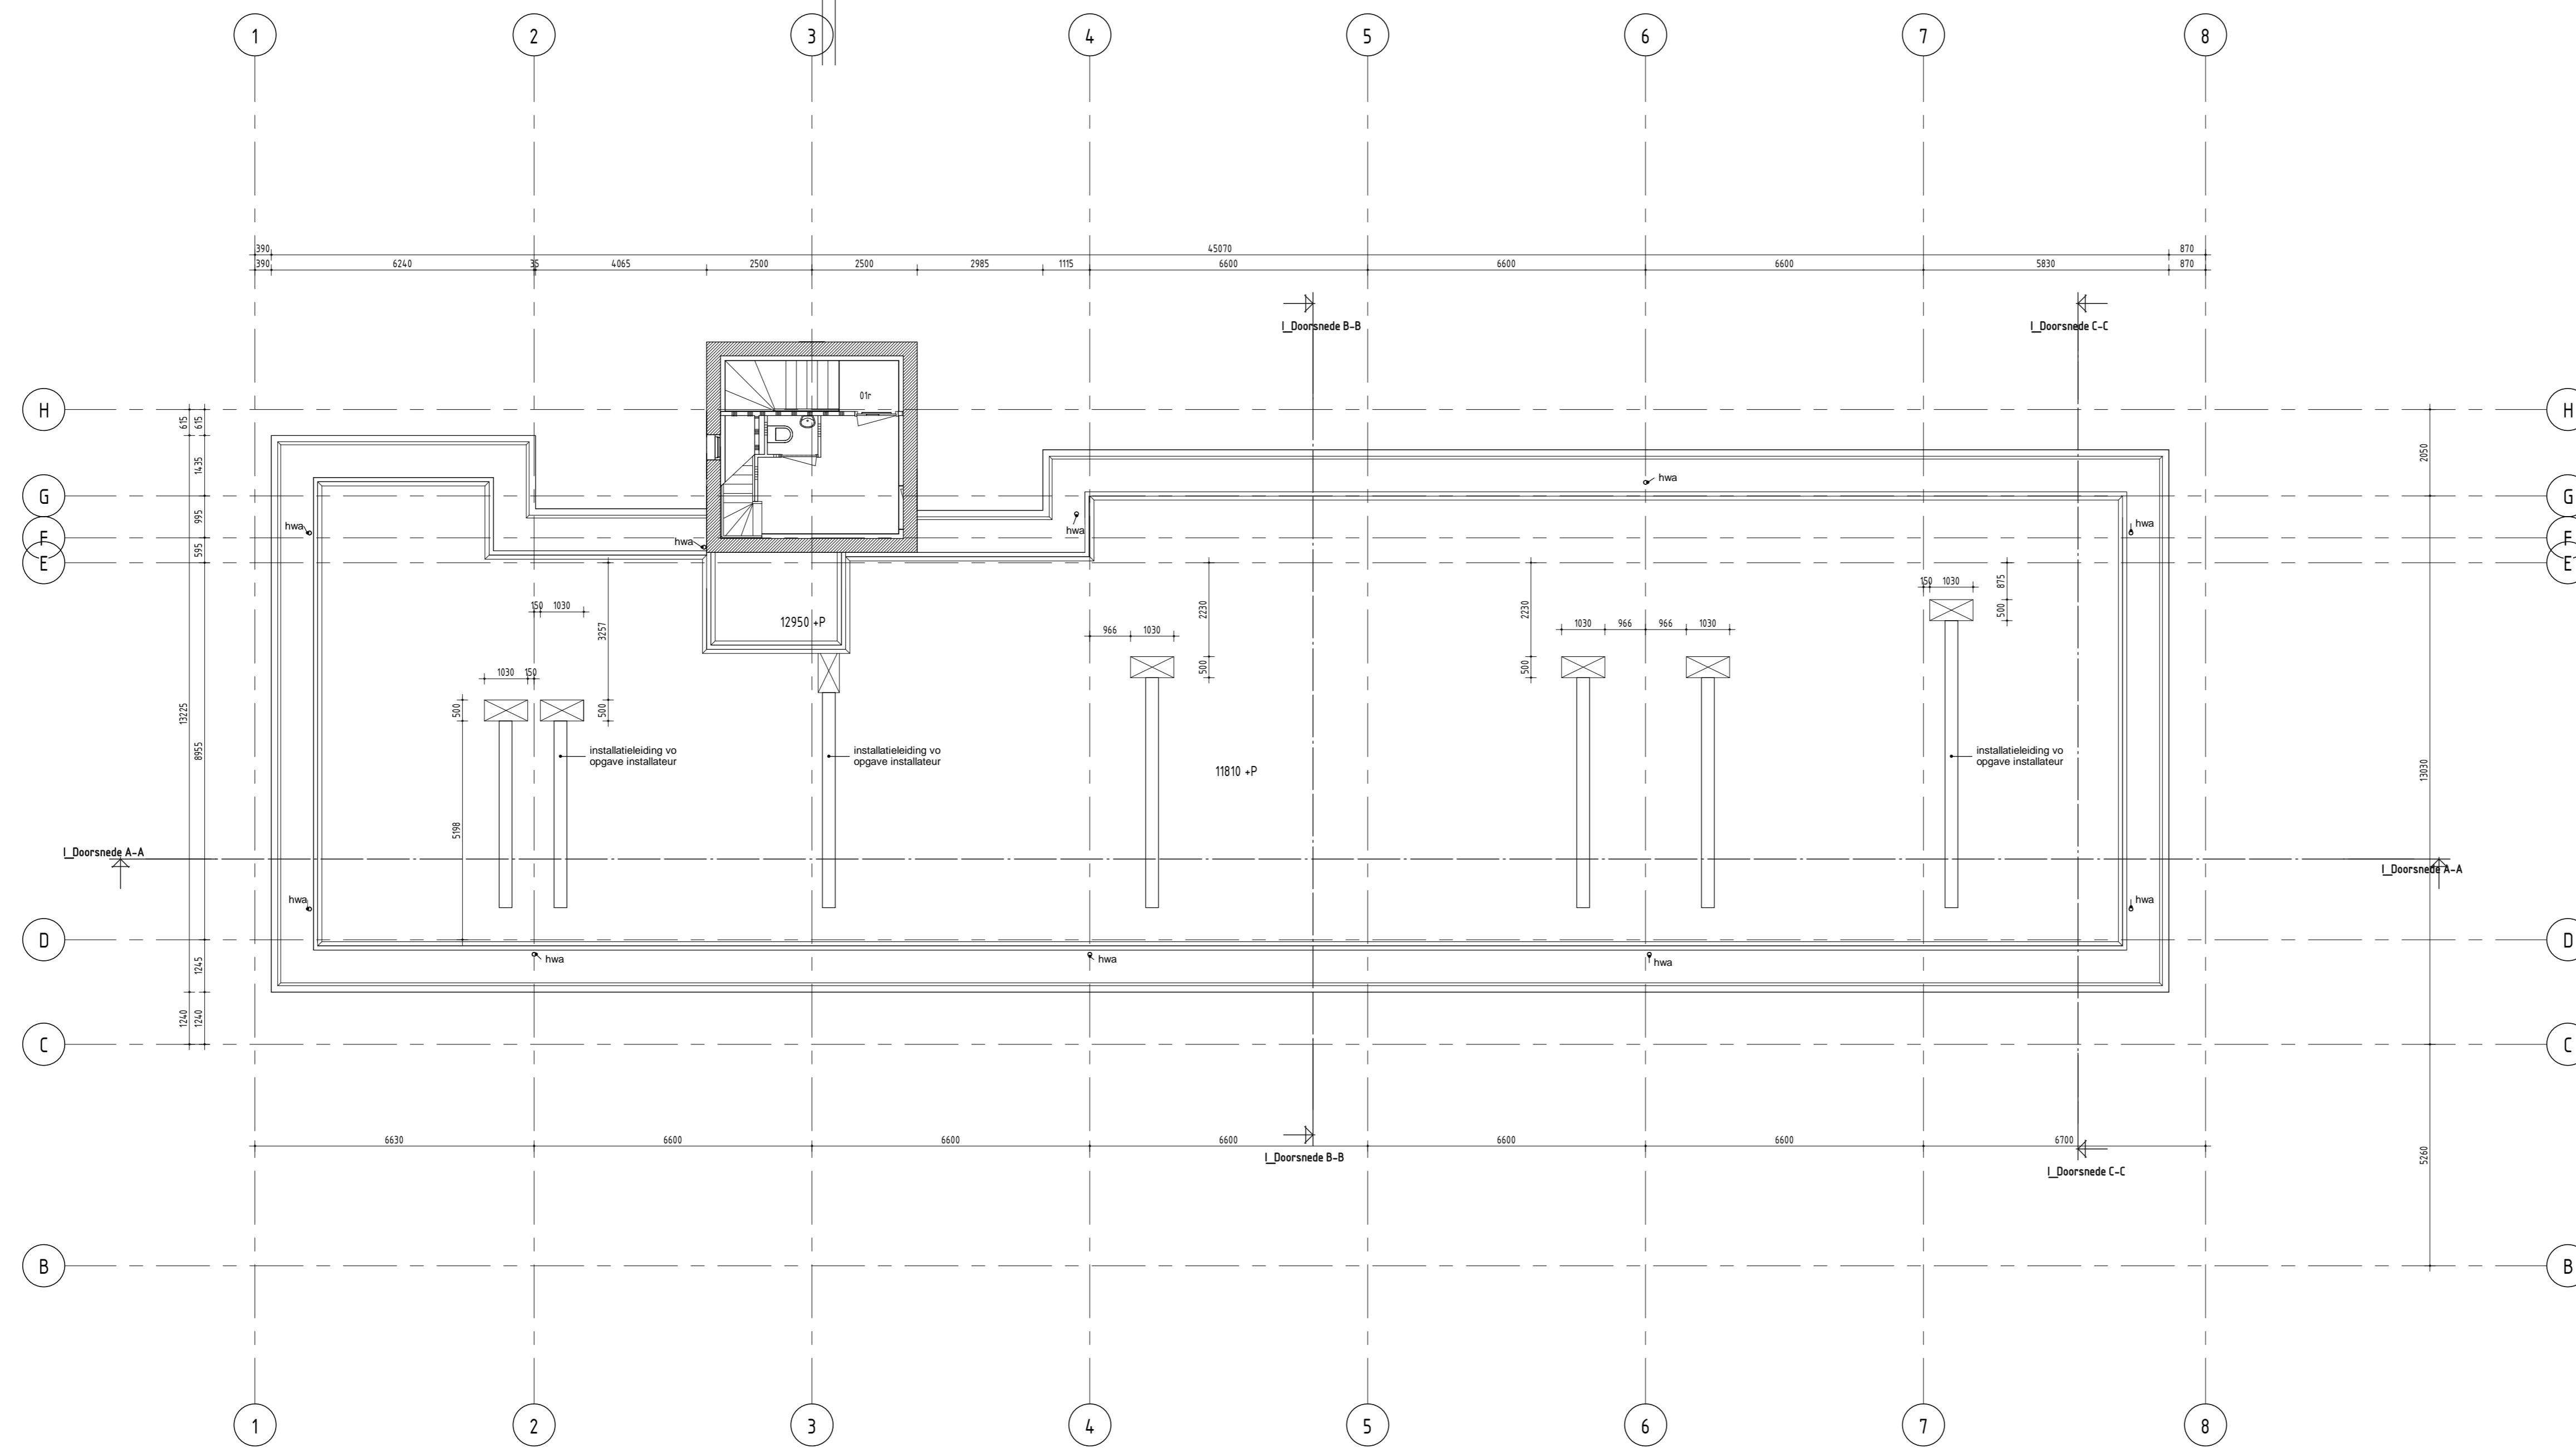 1 2 3 4 5 6 7 8
390 45070 870
390 6240 35 4065 2500 2500 2985 1115 6600 6600 6600 5830 870
I_Doorsnede B-B I_Doorsnede C-C
H H
01r
615 615
1435
2050
hwa
G G
995
hwa
hwa
hwa
hwa
F F
595
E E
875
150 1030
500
150 1030
3257
12950 +P
2230
966 1030
500
2230
1030 966 966 1030
500
1030 150
500
500
13225
8955
installatieleiding vo
opgave installateur
installatieleiding vo
opgave installateur
installatieleiding vo
opgave installateur
11810 +P
13030
5198
I_Doorsnede A-A
I_Doorsnede A-A
hwa
hwa
D D
hwa
hwa
hwa
1245
1240 1240
C C
6630 6600 6600 6600 6600 6600 6700
I_Doorsnede B-B
I_Doorsnede C-C
5260
B B
1 2 3 4 5 6 7 8